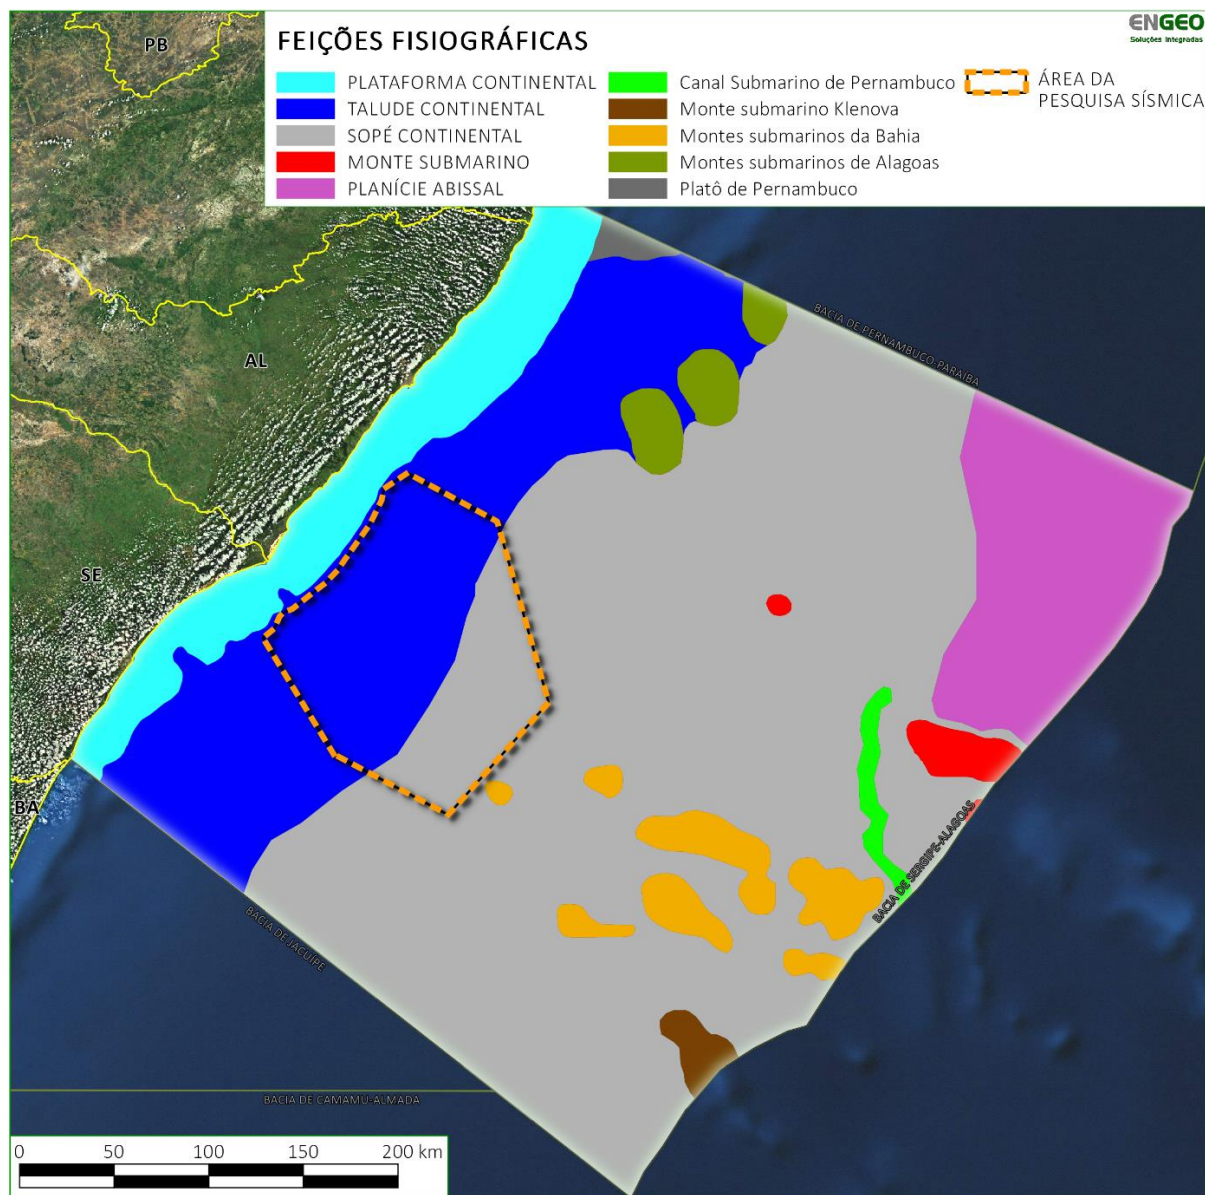 ENGEO
Soluções Integradas
FEIÇÕES FISIOGRÁFICAS
PLATAFORMA CONTINENTAL
TALUDE CONTINENTAL
SOPÉ CONTINENTAL
MONTE SUBMARINO
PLANÍCIE ABISSAL
Canal Submarino de Pernambuco
Monte submarino Klenova
Montes submarinos da Bahia
Montes submarinos de Alagoas
Platô de Pernambuco
ÁREA DA
PESQUISA SÍSMICA
PB
AL
SE
BA
BACIA DE PERNAMBUCO-PARAÍBA
BACIA DE SERGIPE-ALAGOAS
BACIA DE JACUÍPE
BACIA DE CAMAMU-ALMADA
0 50 100 150 200 km